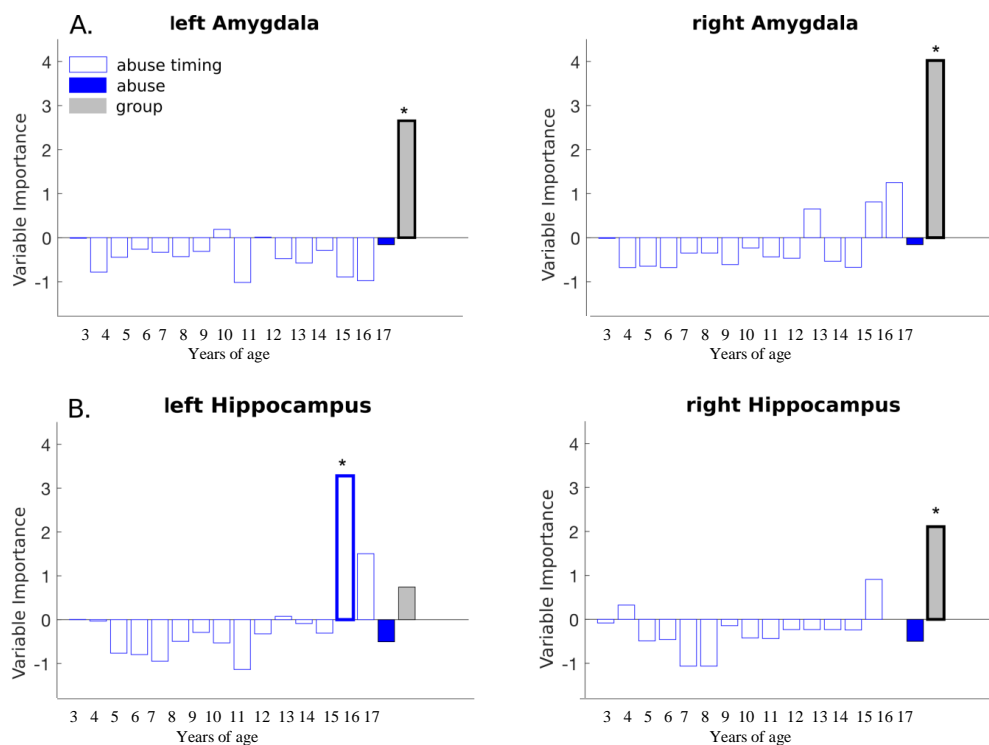 A.
left Amygdala
*
abuse timing
abuse
group
4
3
2
1
0
-1
Variable Importance
3 4 5 6 7 8 9 10 11 12 13 14 15 16 17
Years of age
right Amygdala
*
4
3
2
1
0
-1
Variable Importance
3 4 5 6 7 8 9 10 11 12 13 14 15 16 17
Years of age
B.
left Hippocampus
*
4
3
2
1
0
-1
Variable Importance
3 4 5 6 7 8 9 10 11 12 13 14 15 16 17
Years of age
right Hippocampus
*
4
3
2
1
0
-1
Variable Importance
3 4 5 6 7 8 9 10 11 12 13 14 15 16 17
Years of age